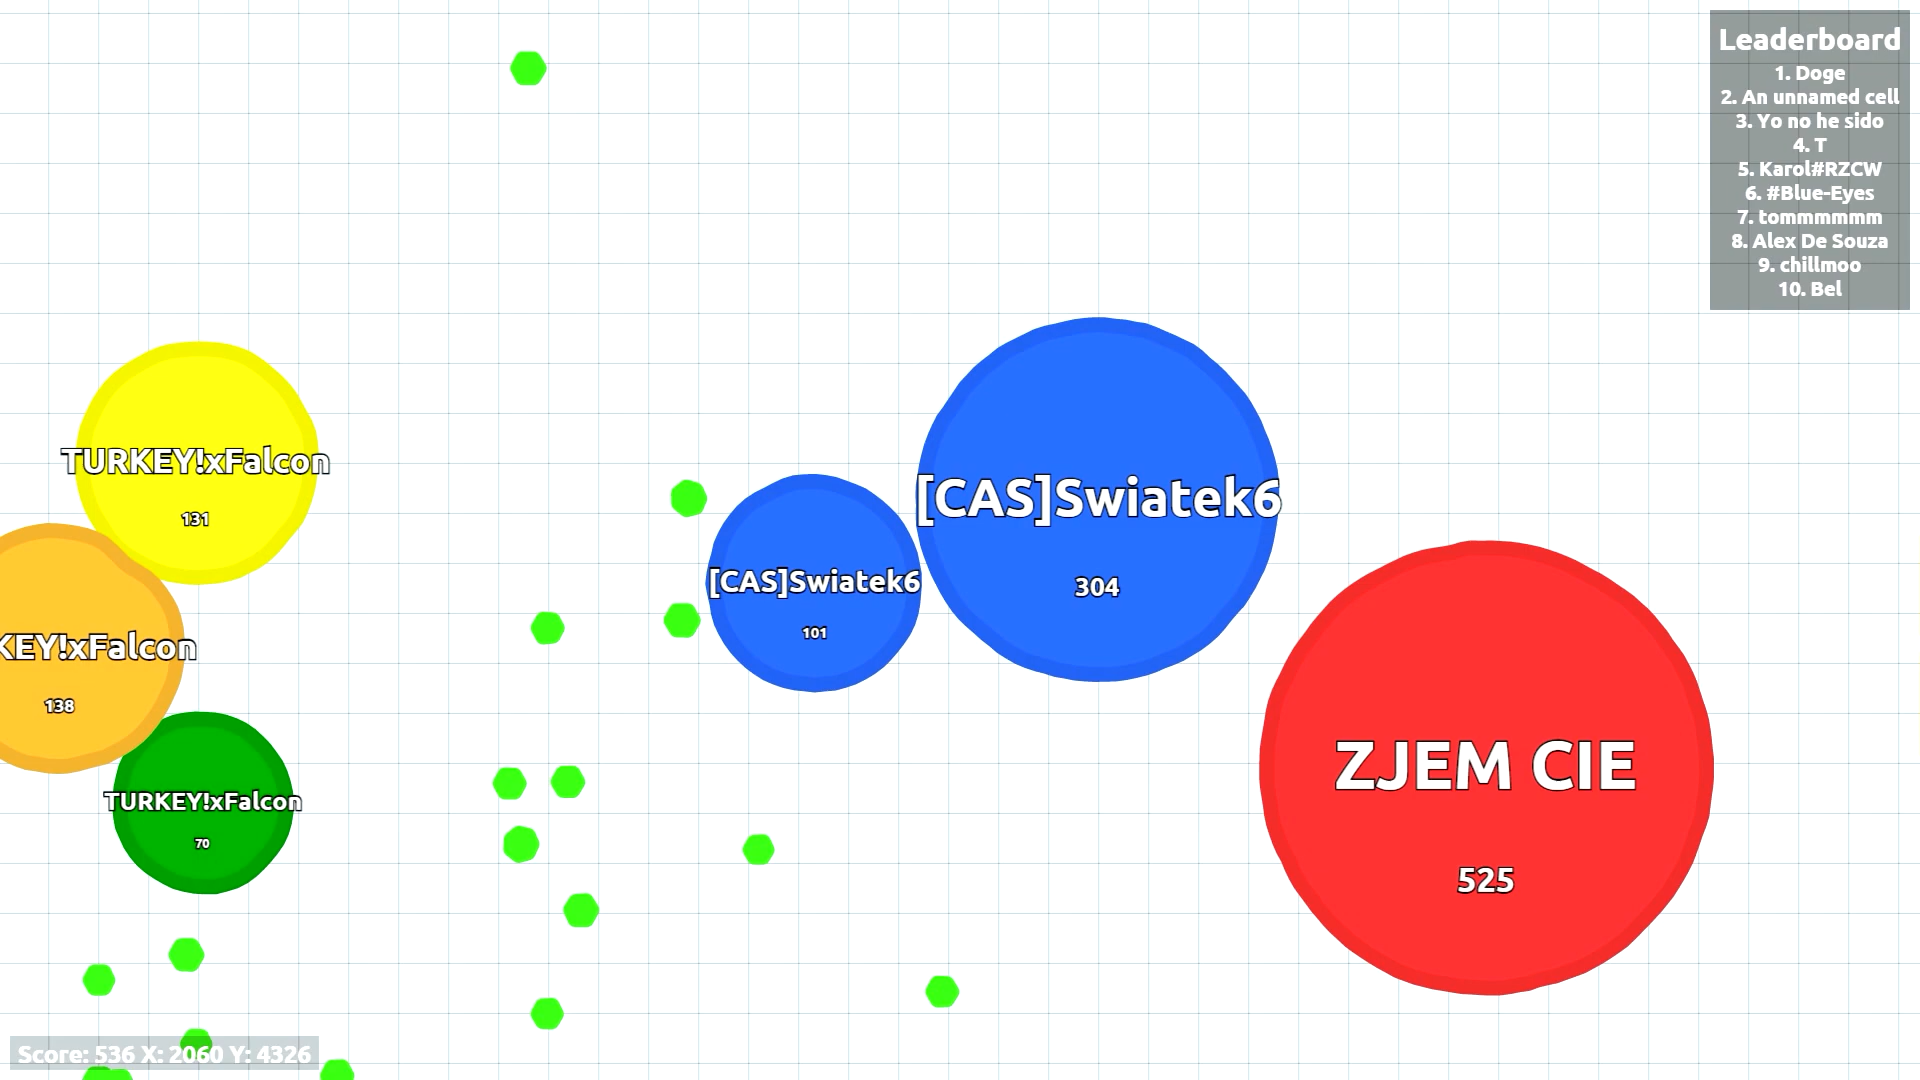 Leaderboard
1. Doge
2. An unnamed cell
3. Yo no he sido
4. T
5. Karol#RZCW
6. #Blue-Eyes
7. tommmmmm
8. Alex De Souza
9. chillmoo
10. Bel
TURKEY!xFalcon
131
[CAS]Swiatek6
304
[CAS]Swiatek6
101
KEY!xFalcon
138
ZJEM CIE
525
TURKEY!xFalcon
70
Score: 536 X: 2060 Y: 4326